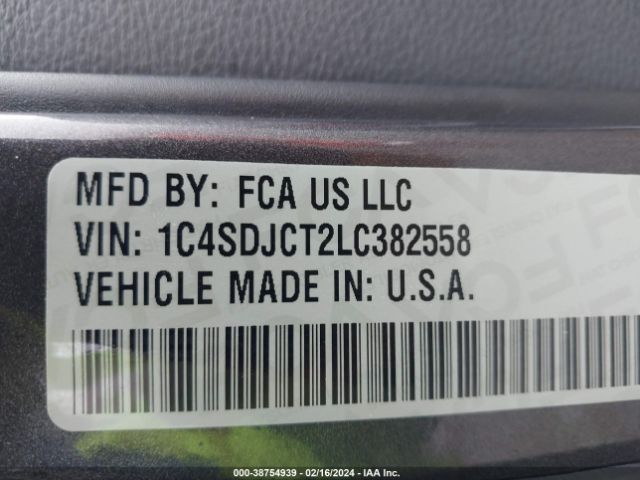 MFD BY: FCA US LLC
VIN: 1C4SDJCT2LC382558
VEHICLE MADE IN: U.S.A.
000-38754939 - 02/16/2024 - IAA Inc.